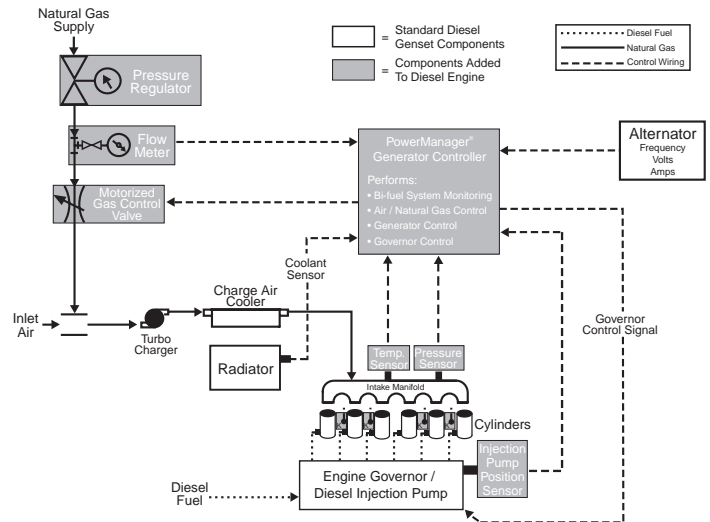 Natural Gas
Supply
Pressure
Regulator
Flow
Meter
Motorized
Gas Control
Valve
= Standard Diesel
Genset Components
= Components Added
To Diesel Engine
Diesel Fuel
Natural Gas
Control Wiring
PowerManager®
Generator Controller
Performs:
• Bi-fuel System Monitoring
• Air / Natural Gas Control
• Generator Control
• Governor Control
Alternator
Frequency
Volts
Amps
Coolant
Sensor
Charge Air
Cooler
Inlet
Air
Turbo
Charger
Radiator
Temp.
Sensor
Pressure
Sensor
Governor
Control Signal
Intake Manifold
Cylinders
Injection
Pump
Position
Sensor
Engine Governor /
Diesel Injection Pump
Diesel
Fuel